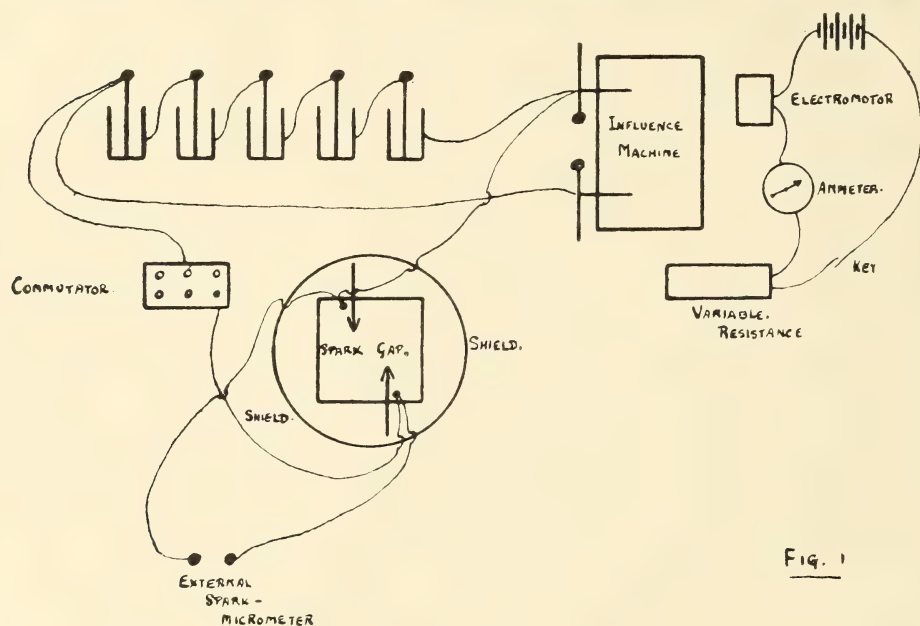 ELECTROMOTOR
INFLUENCE
MACHINE
AMMETER.
KEY
COMMUTATOR.
VARIABLE.
RESISTANCE
SPARK GAP.
SHIELD.
SHIELD.
EXTERNAL
SPARK-
MICROMETER
FIG. 1